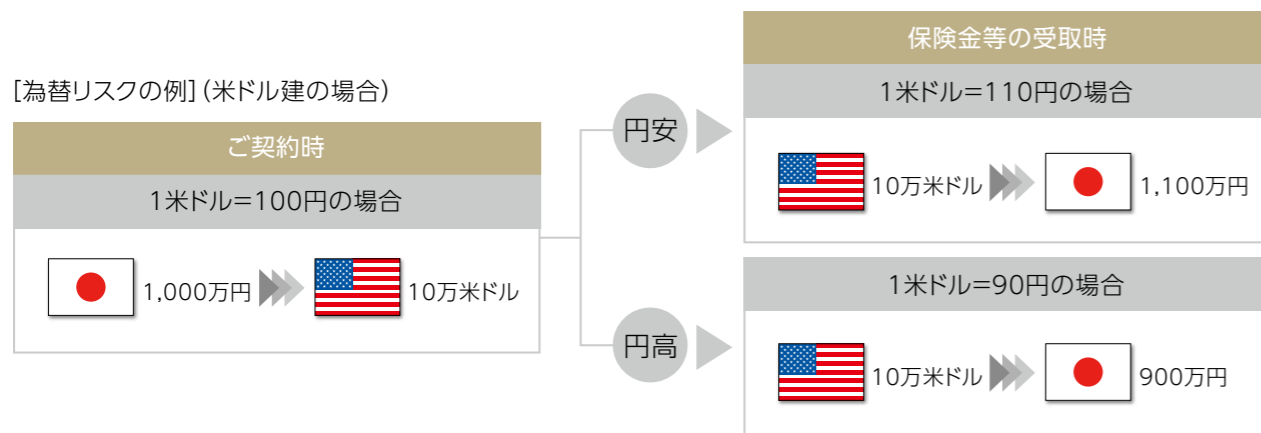 [為替リスクの例](米ドル建の場合)
ご契約時
1米ドル=100円の場合
1,000万円
10万米ドル
円安
円高
保険金等の受取時
1米ドル=110円の場合
10万米ドル
1,100万円
1米ドル=90円の場合
10万米ドル
900万円